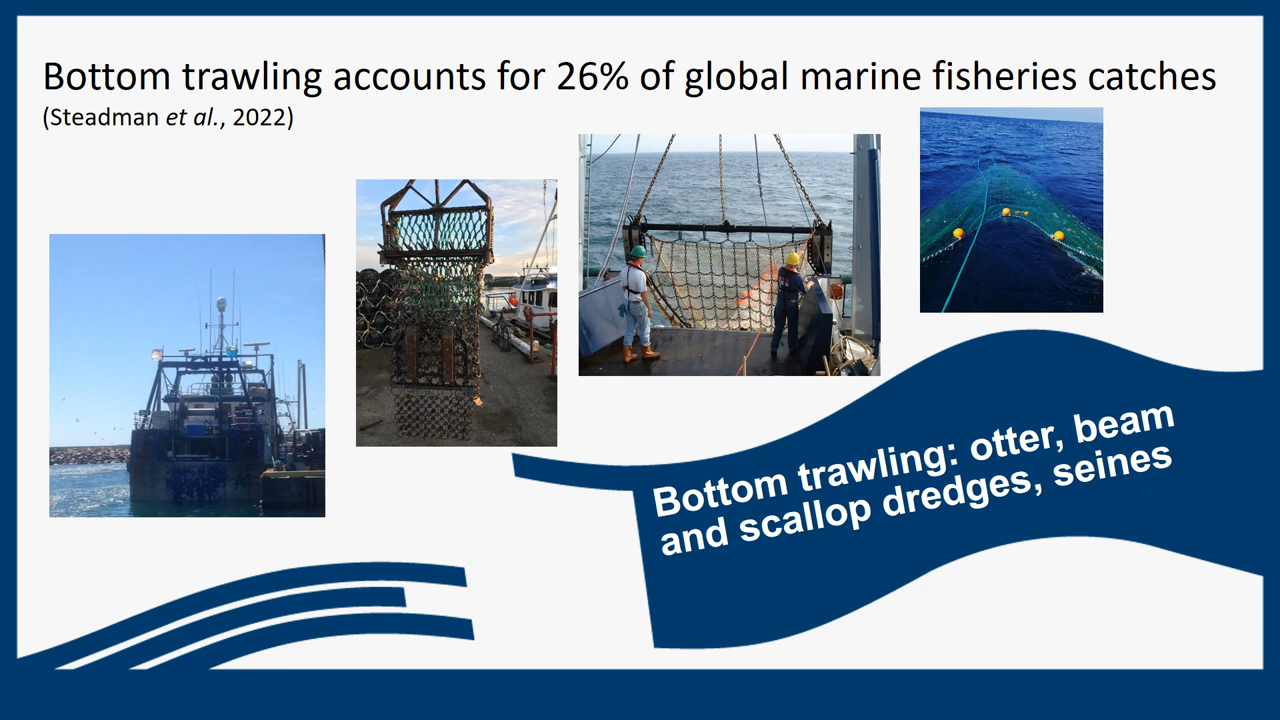 Bottom trawling accounts for 26% of global marine fisheries catches
(Steadman et al., 2022)
Bottom trawling: otter, beam
and scallop dredges, seines